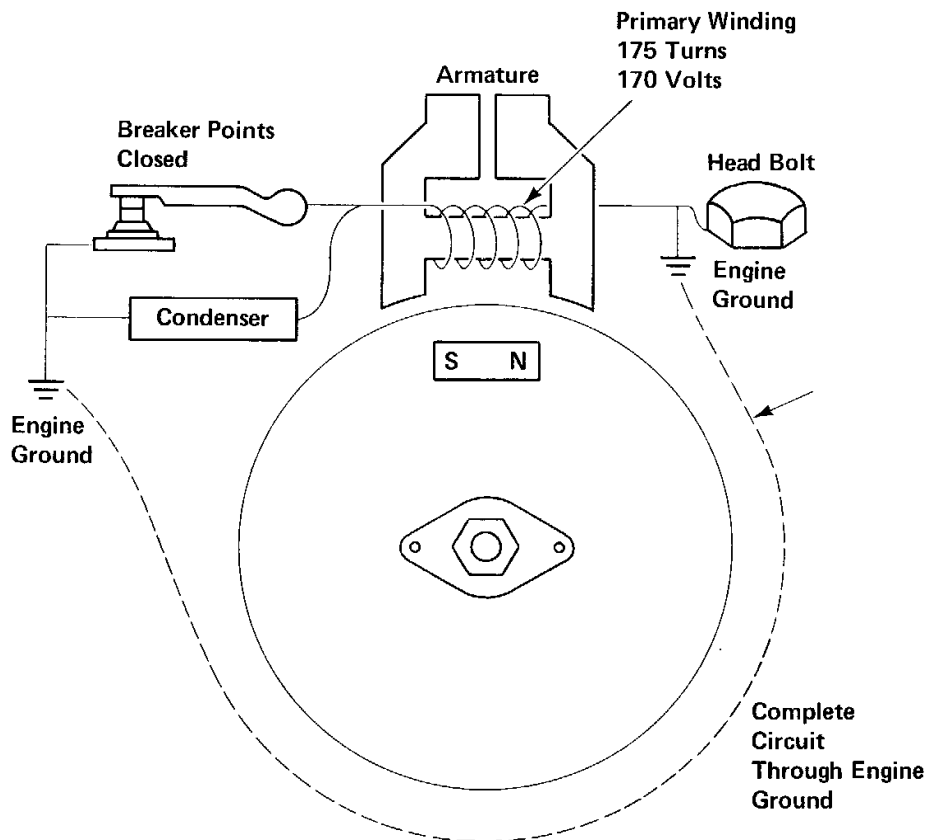 Primary Winding
175 Turns
170 Volts
Armature
Breaker Points
Closed
Head Bolt
Engine
Ground
Condenser
S N
Engine
Ground
Complete
Circuit
Through Engine
Ground